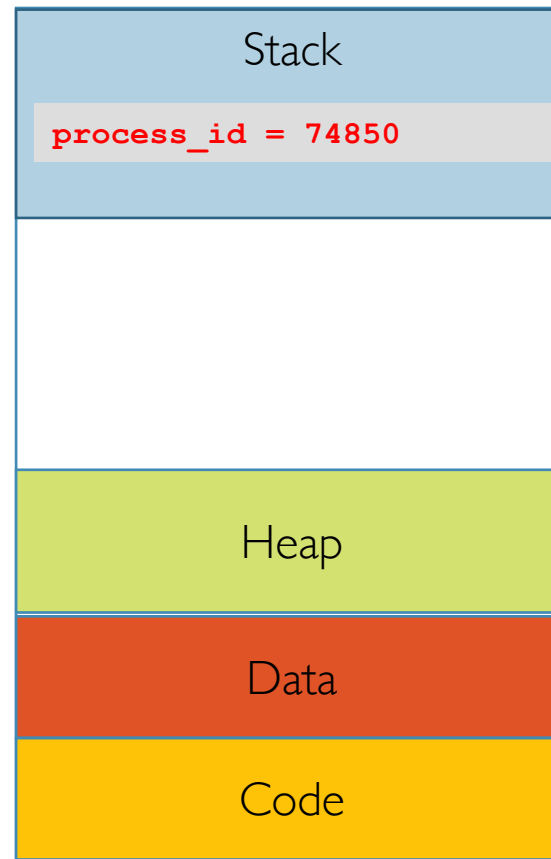 Stack
process_id = 74850
Heap
Data
Code